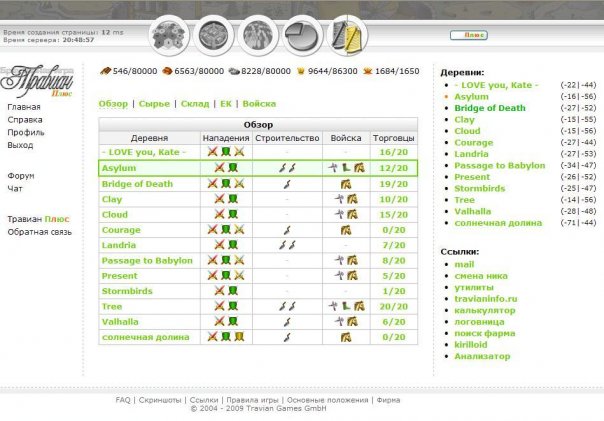 Время создания страницы: 12 ms
Время сервера: 20:48:57
Плюс
Травиан
Плюс
Главная
Справка
Профиль
Выход
Форум
Чат
Травиан Плюс
Обратная связь
546/80000 6563/80000 8228/80000 9644/86300 1684/1650
Обзор | Сырье | Склад | ЕК | Войска
Обзор
Деревня Нападения Строительство Войска Торговцы
- LOVE you, Kate - - - 16/20
Asylum 12/20
Bridge of Death 19/20
Clay - 10/20
Cloud - 15/20
Courage 0/20
Landria - 2/20
Passage to Babylon - 8/20
Present - 5/20
Stormbirds - - 1/20
Tree 20/20
Valhalla 6/20
солнечная долина 0/20
Деревни:
- LOVE you, Kate - (-22|-44)
Asylum (-16|-56)
Bridge of Death (-27|-52)
Clay (-15|-55)
Cloud (-15|-56)
Courage (-27|-44)
Landria (-27|-53)
Passage to Babylon (-34|-47)
Present (-26|-52)
Stormbirds (-25|-47)
Tree (-14|-56)
Valhalla (-28|-48)
солнечная долина (-71|-44)
Ссылки:
mail
смена ника
утилиты
travianinfo.ru
калькулятор
логовница
поиск фарма
kirilloid
Анализатор
FAQ | Скриншоты | Ссылки | Правила игры | Основные положения | Фирма
© 2004 - 2009 Travian Games GmbH